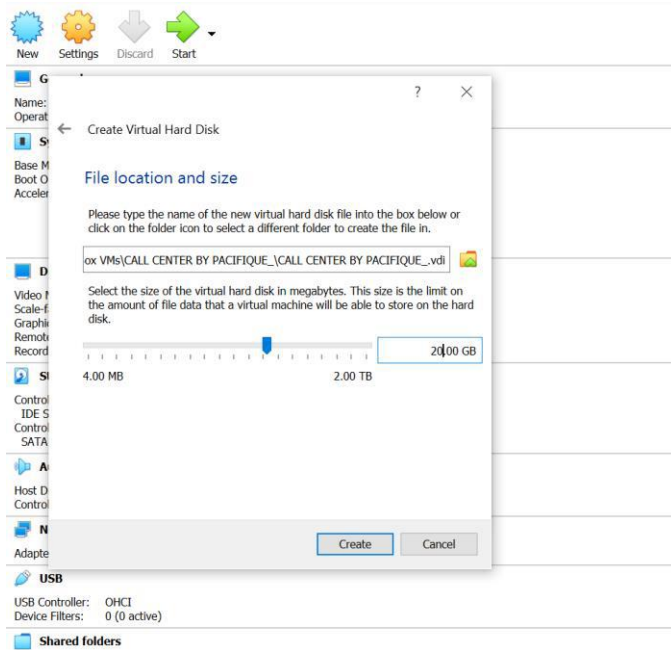 New Settings Discard Start
? ×
Create Virtual Hard Disk
File location and size
Please type the name of the new virtual hard disk file into the box below or
click on the folder icon to select a different folder to create the file in.
ox VMs\CALL CENTER BY PACIFIQUE_\CALL CENTER BY PACIFIQUE_.vdi
Select the size of the virtual hard disk in megabytes. This size is the limit on
the amount of file data that a virtual machine will be able to store on the hard
disk.
20.00 GB
4.00 MB 2.00 TB
Create Cancel
G
Name:
Operat
S
Base M
Boot O
Acceler
D
Video
Scale-f
Graphi
Remot
Record
S
Control
IDE S
Control
SATA
A
Host D
Control
N
Adapte
USB
USB Controller: OHCI
Device Filters: 0 (0 active)
Shared folders